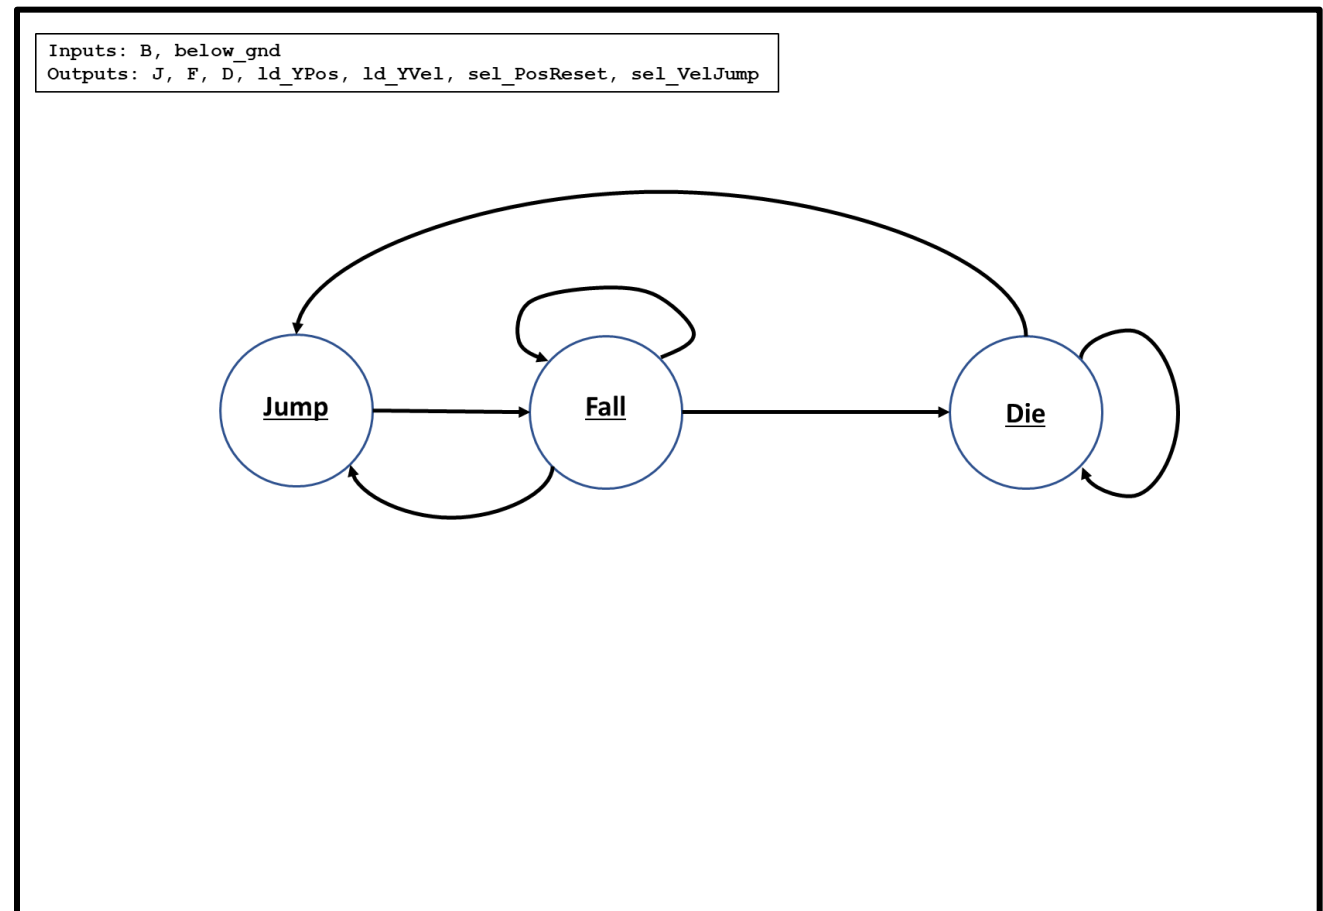 Inputs: B, below_gnd
Outputs: J, F, D, ld_YPos, ld_YVel, sel_PosReset, sel_VelJump
Jump
Fall
Die